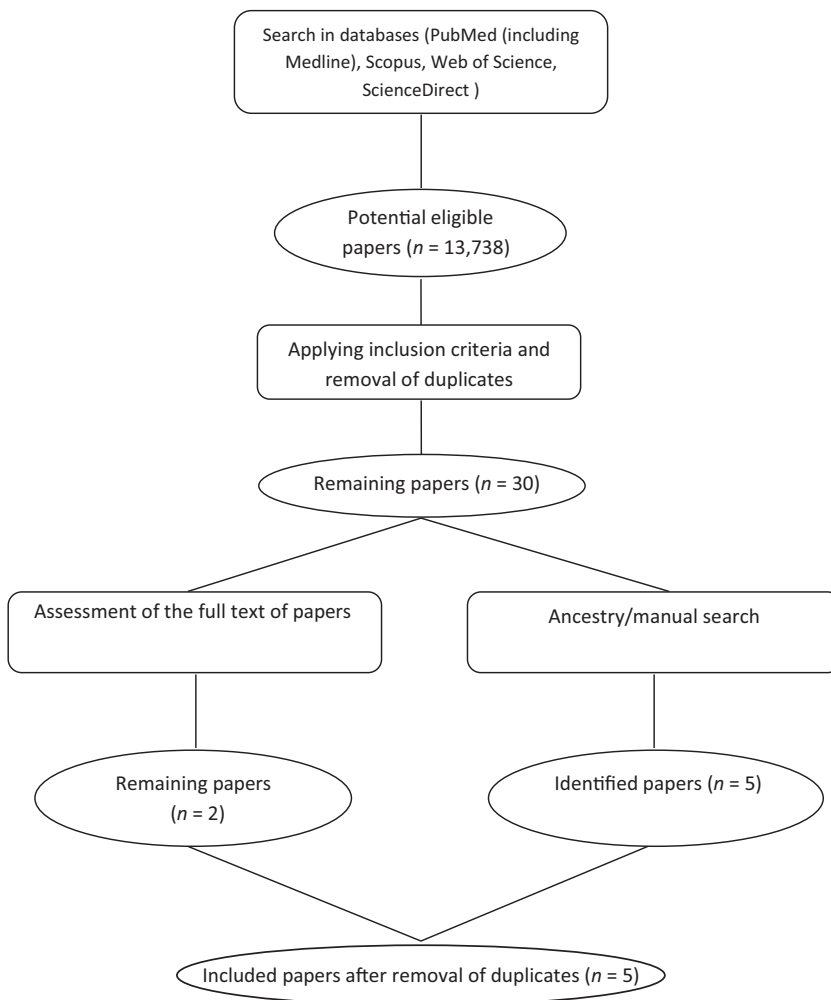 Search in databases (PubMed (including
Medline), Scopus, Web of Science,
ScienceDirect )
Potential eligible
papers (n = 13,738)
Applying inclusion criteria and
removal of duplicates
Remaining papers (n = 30)
Assessment of the full text of papers
Ancestry/manual search
Remaining papers
(n = 2)
Identified papers (n = 5)
Included papers after removal of duplicates (n = 5)